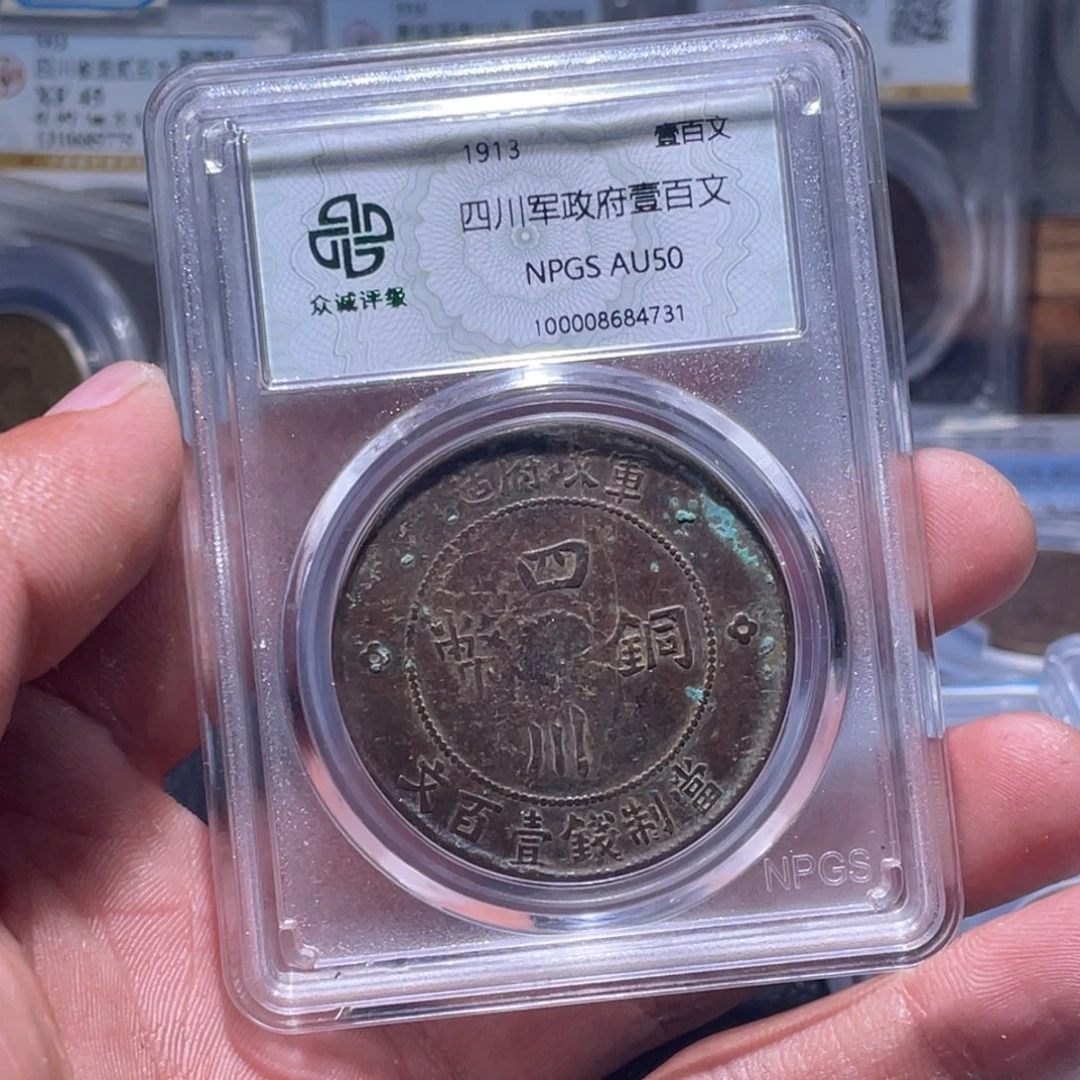 1913
壹百文
四川军政府壹百文
NPGS AU50
100008684731
众诚评级
軍政府造
四川
銅幣
當制錢壹百文
NPGS
1913